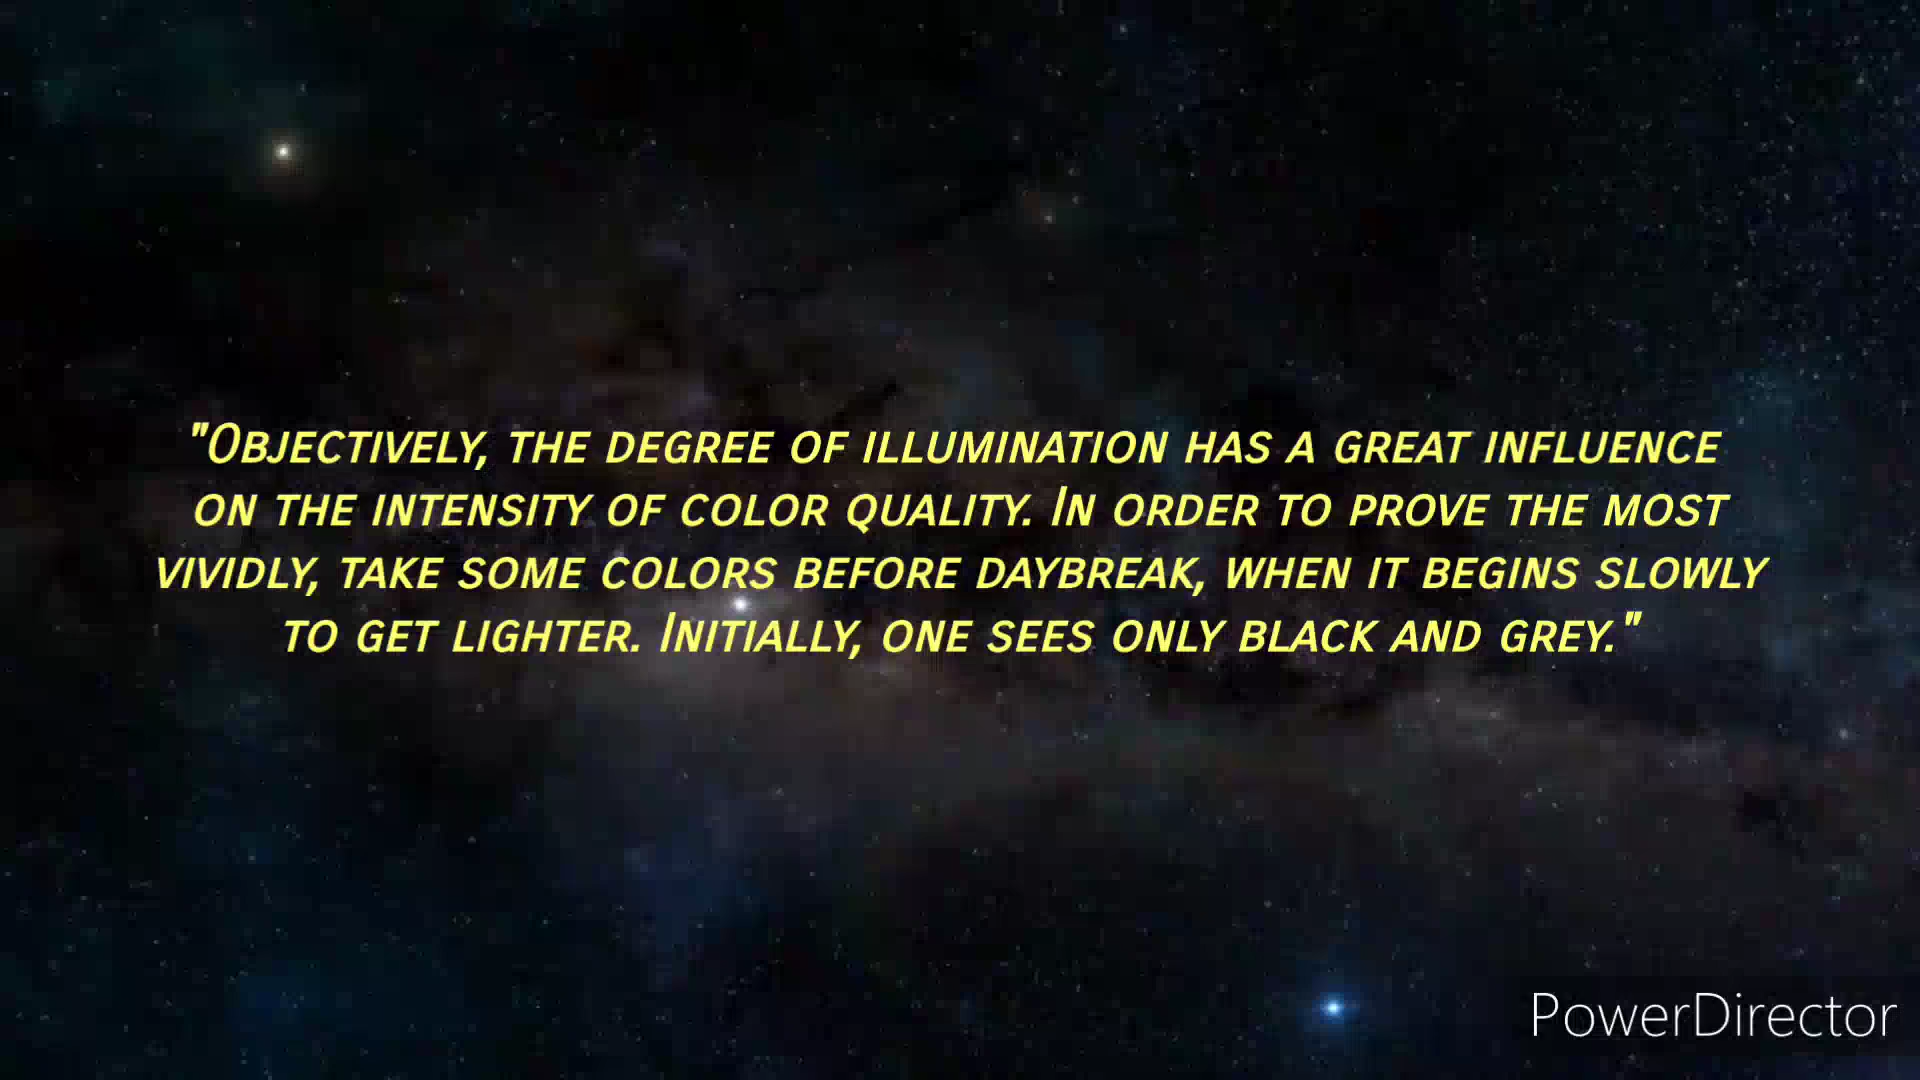 "Objectively, the degree of illumination has a great influence
on the intensity of color quality. In order to prove the most
vividly, take some colors before daybreak, when it begins slowly
to get lighter. Initially, one sees only black and grey."
PowerDirector